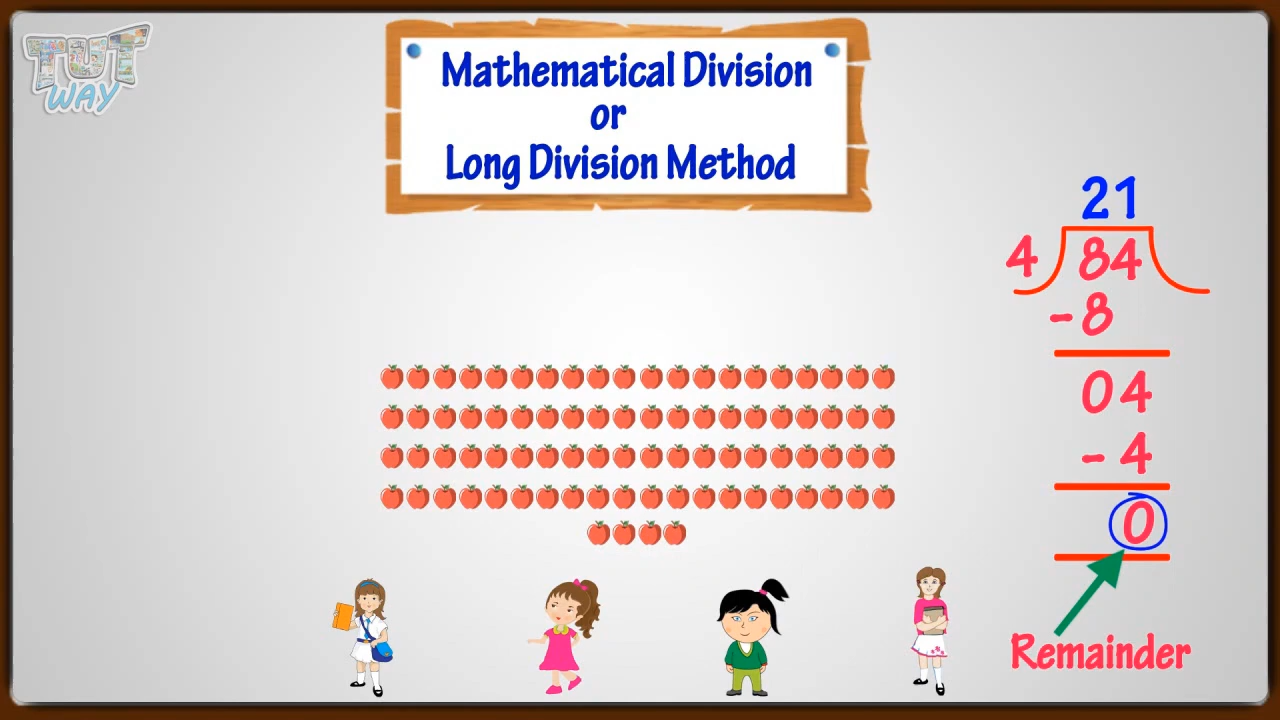 TUT
WAY
Mathematical Division
or
Long Division Method
21
4 84
-8
04
- 4
0
Remainder